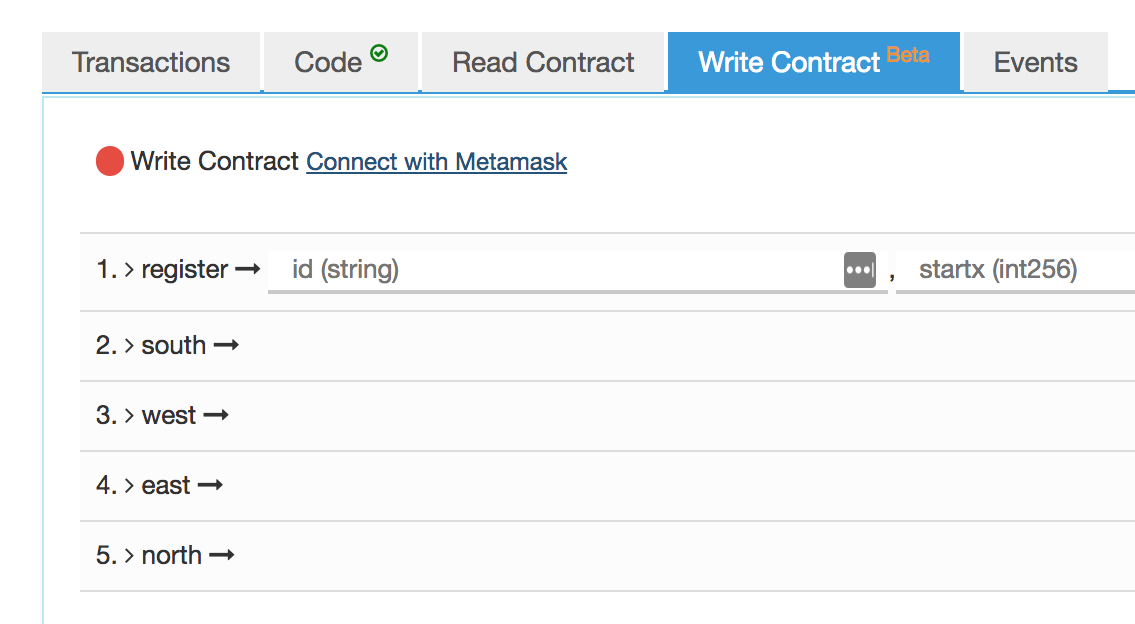 Transactions Code Read Contract Write Contract Beta Events
Write Contract Connect with Metamask
1. > register → id (string) , startx (int256)
2. > south →
3. > west →
4. > east →
5. > north →